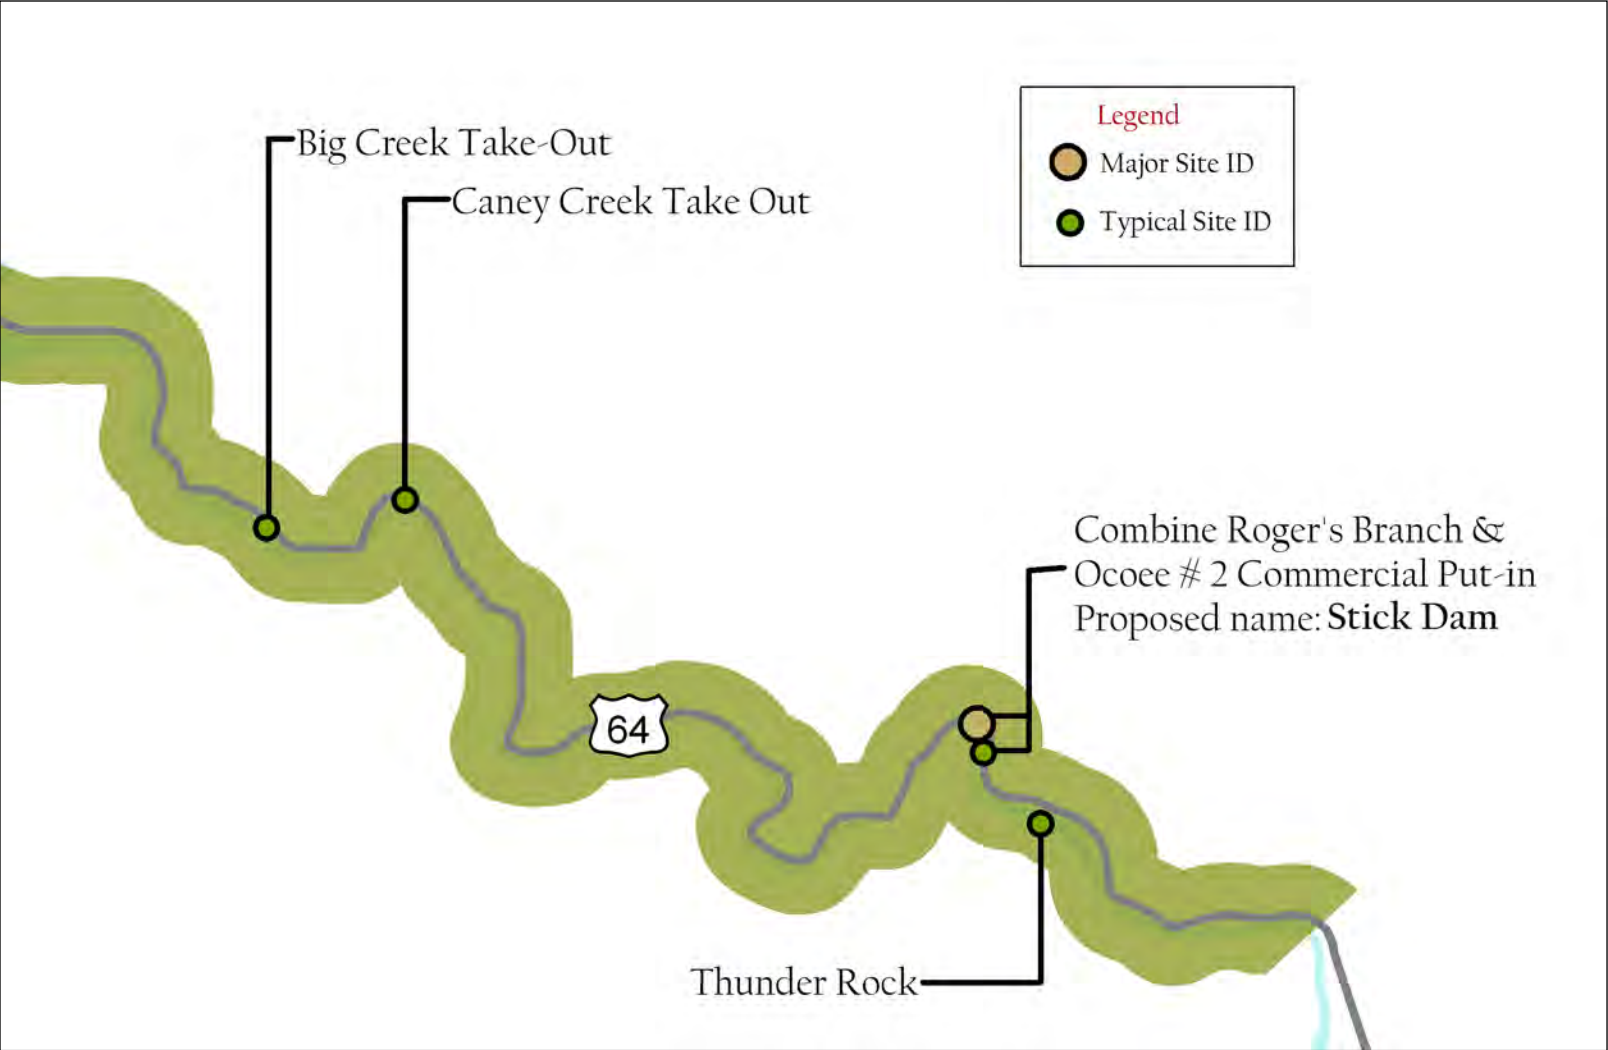 Legend
Major Site ID
Typical Site ID
Big Creek Take-Out
Caney Creek Take Out
Combine Roger's Branch &
Ocoee # 2 Commercial Put-in
Proposed name: Stick Dam
64
Thunder Rock